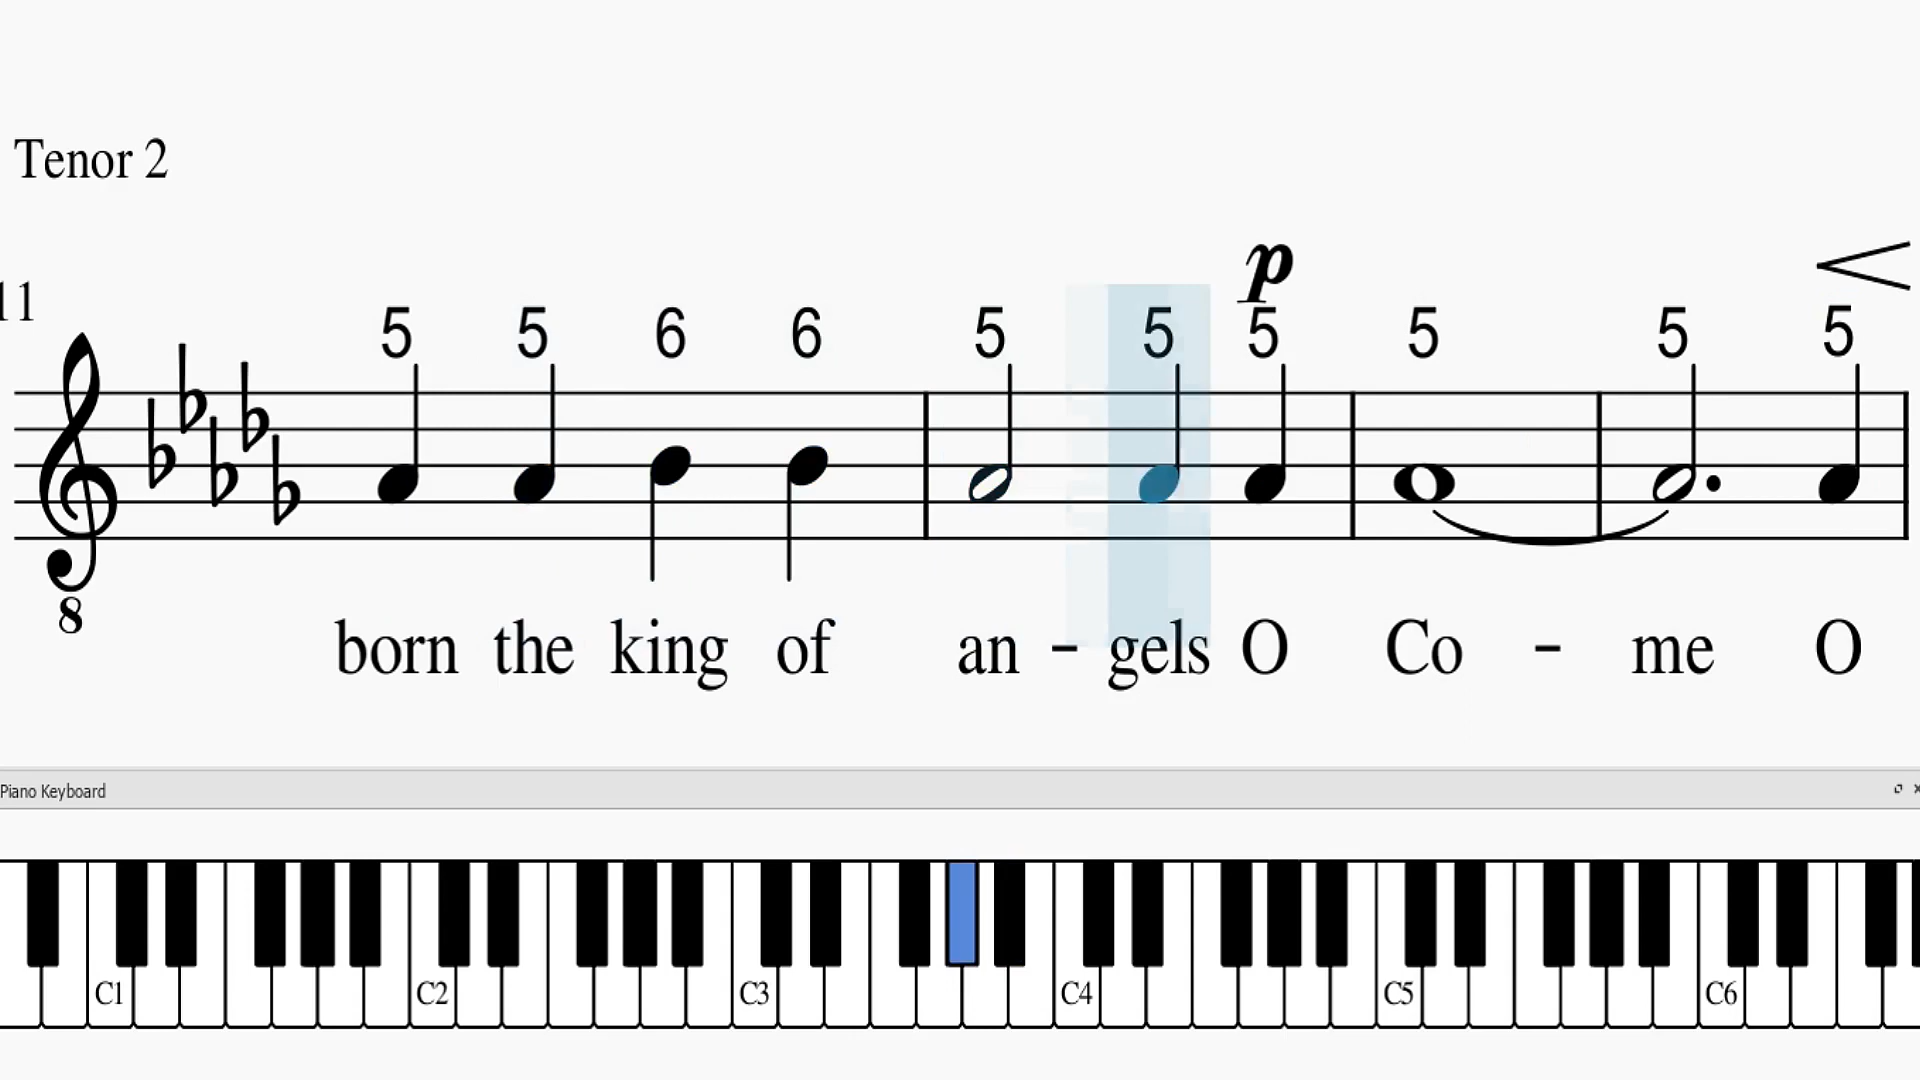 Tenor 2
p
11
5 5 6 6 5 5 5 5 5 5
8
born the king of an - gels O Co - me O
Piano Keyboard
C1 C2 C3 C4 C5 C6